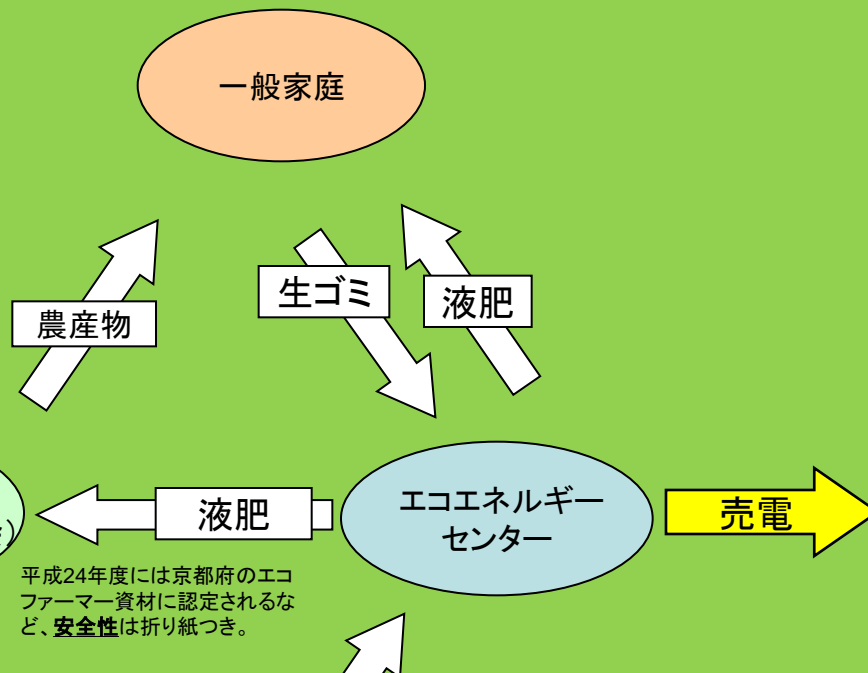 一般家庭
生ゴミ
液肥
農産物
エコエネルギー
センター
液肥
売電
)
平成24年度には京都府のエコ
ファーマー資材に認定されるな
ど、安全性は折り紙つき。